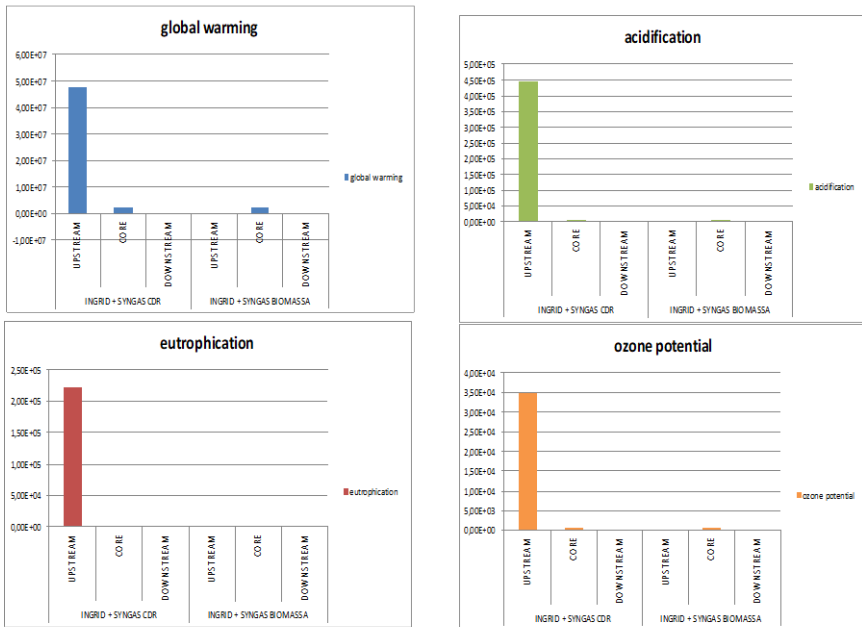 global warming
6,00E+07
5,00E+07
4,00E+07
3,00E+07
2,00E+07
1,00E+07
0,00E+00
-1,00E+07
UPSTREAM
CORE
DOWNSTREAM
UPSTREAM
CORE
DOWNSTREAM
INGRID + SYNGAS CDR
INGRID + SYNGAS BIOMASSA
global warming
acidification
5,00E+05
4,50E+05
4,00E+05
3,50E+05
3,00E+05
2,50E+05
2,00E+05
1,50E+05
1,00E+05
5,00E+04
0,00E+00
UPSTREAM
CORE
DOWNSTREAM
UPSTREAM
CORE
DOWNSTREAM
INGRID + SYNGAS CDR
INGRID + SYNGAS BIOMASSA
acidification
eutrophication
2,50E+05
2,00E+05
1,50E+05
1,00E+05
5,00E+04
0,00E+00
UPSTREAM
CORE
DOWNSTREAM
UPSTREAM
CORE
DOWNSTREAM
INGRID + SYNGAS CDR
INGRID + SYNGAS BIOMASSA
eutrophication
ozone potential
4,00E+04
3,50E+04
3,00E+04
2,50E+04
2,00E+04
1,50E+04
1,00E+04
5,00E+03
0,00E+00
UPSTREAM
CORE
DOWNSTREAM
UPSTREAM
CORE
DOWNSTREAM
INGRID + SYNGAS CDR
INGRID + SYNGAS BIOMASSA
ozone potential